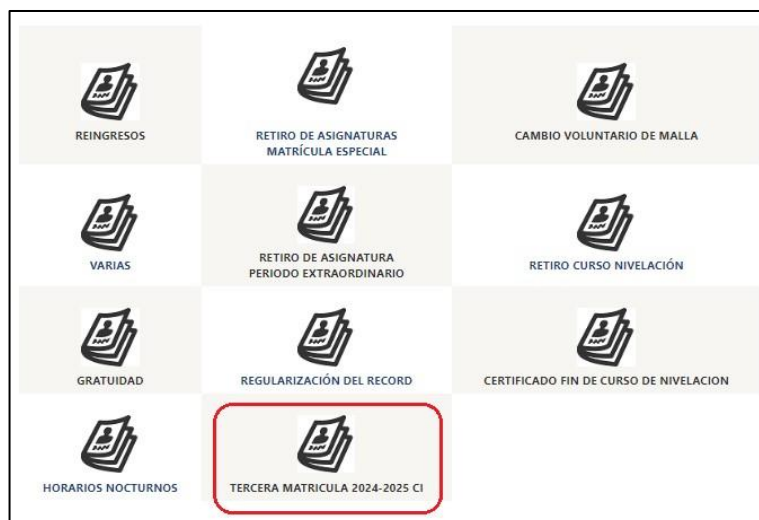 REINGRESOS
RETIRO DE ASIGNATURAS
MATRÍCULA ESPECIAL
CAMBIO VOLUNTARIO DE MALLA
VARIAS
RETIRO DE ASIGNATURA
PERIODO EXTRAORDINARIO
RETIRO CURSO NIVELACIÓN
GRATUIDAD
REGULARIZACIÓN DEL RECORD
CERTIFICADO FIN DE CURSO DE NIVELACION
HORARIOS NOCTURNOS
TERCERA MATRICULA 2024-2025 CI